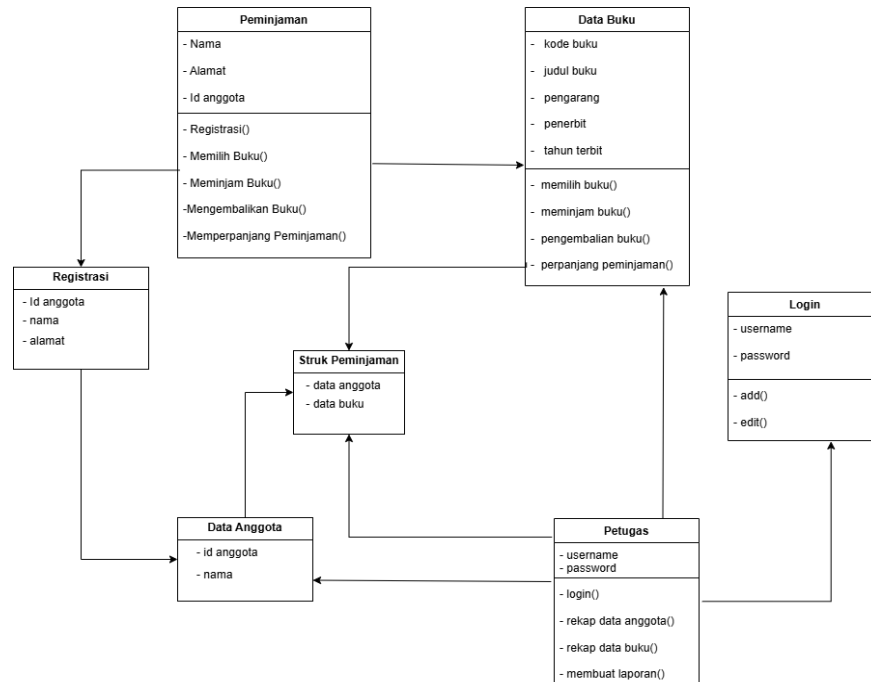 Peminjaman
- Nama
- Alamat
- Id anggota
- Registrasi()
- Memilih Buku()
- Meminjam Buku()
-Mengembalikan Buku()
-Memperpanjang Peminjaman()
Data Buku
- kode buku
- judul buku
- pengarang
- penerbit
- tahun terbit
- memilih buku()
- meminjam buku()
- pengembalian buku()
- perpanjang peminjaman()
Registrasi
- Id anggota
- nama
- alamat
Struk Peminjaman
- data anggota
- data buku
Login
- username
- password
- add()
- edit()
Data Anggota
- id anggota
- nama
Petugas
- username
- password
- login()
- rekap data anggota()
- rekap data buku()
- membuat laporan()